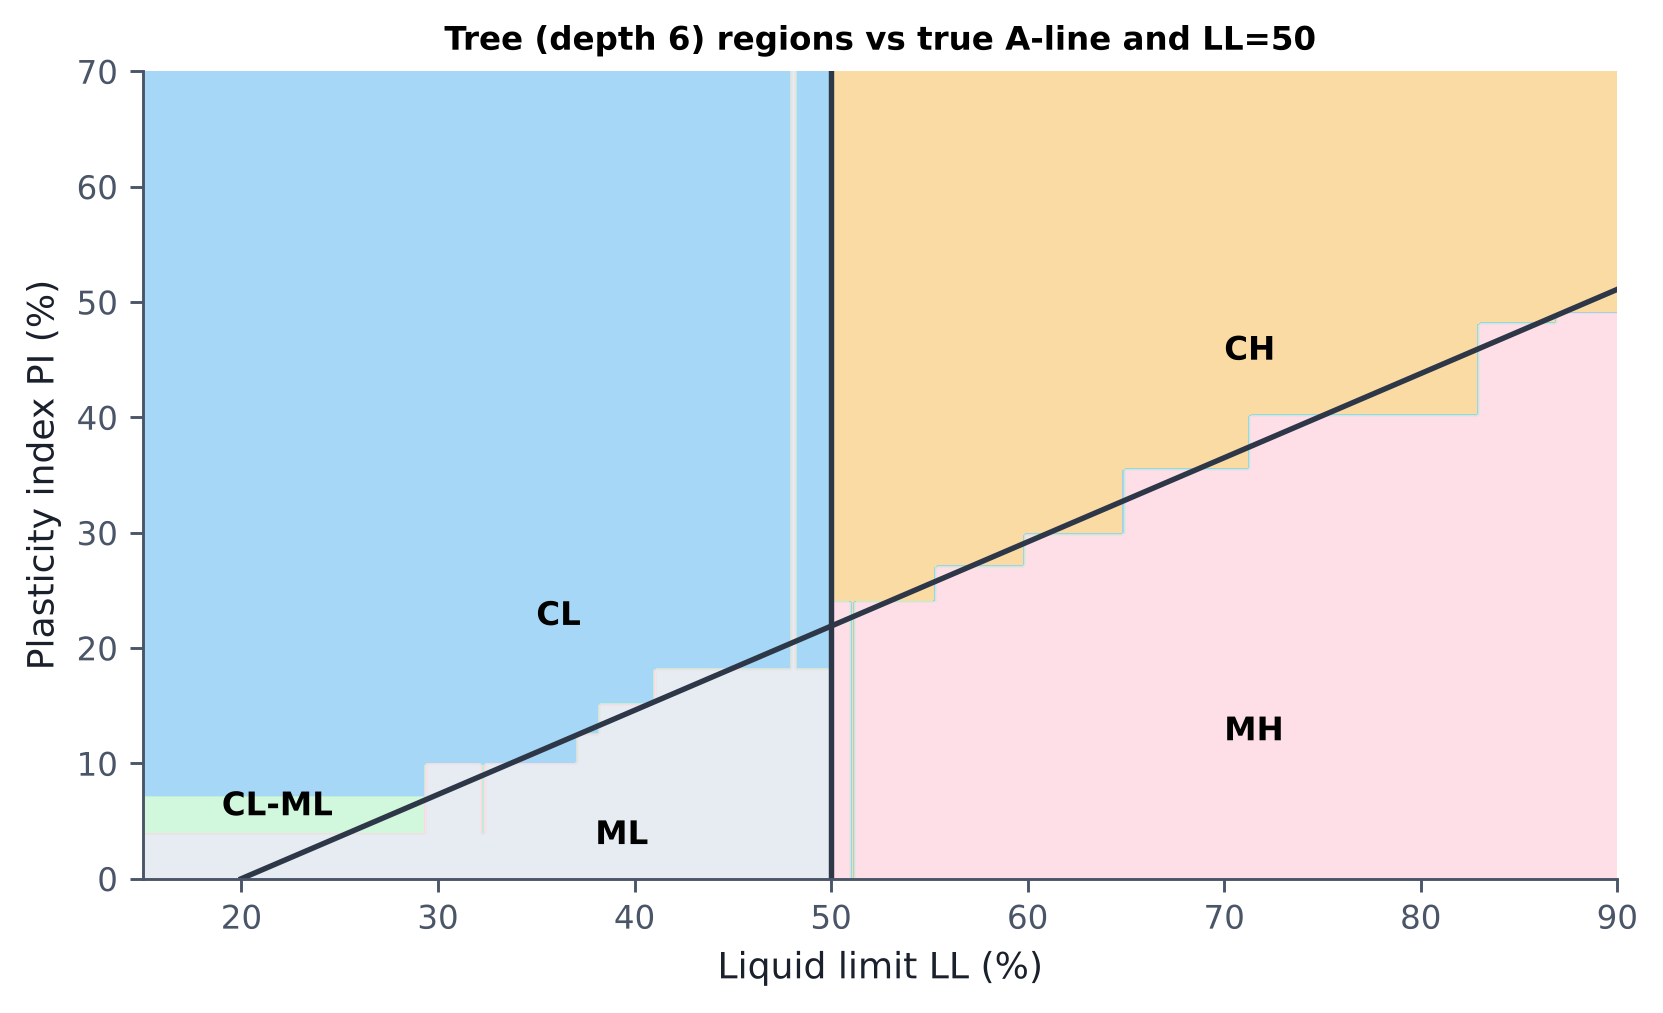 Tree (depth 6) regions vs true A-line and LL=50
70
60
50
40
30
20
10
0
Plasticity index PI (%)
CH
CL
MH
CL-ML
ML
20 30 40 50 60 70 80 90
Liquid limit LL (%)